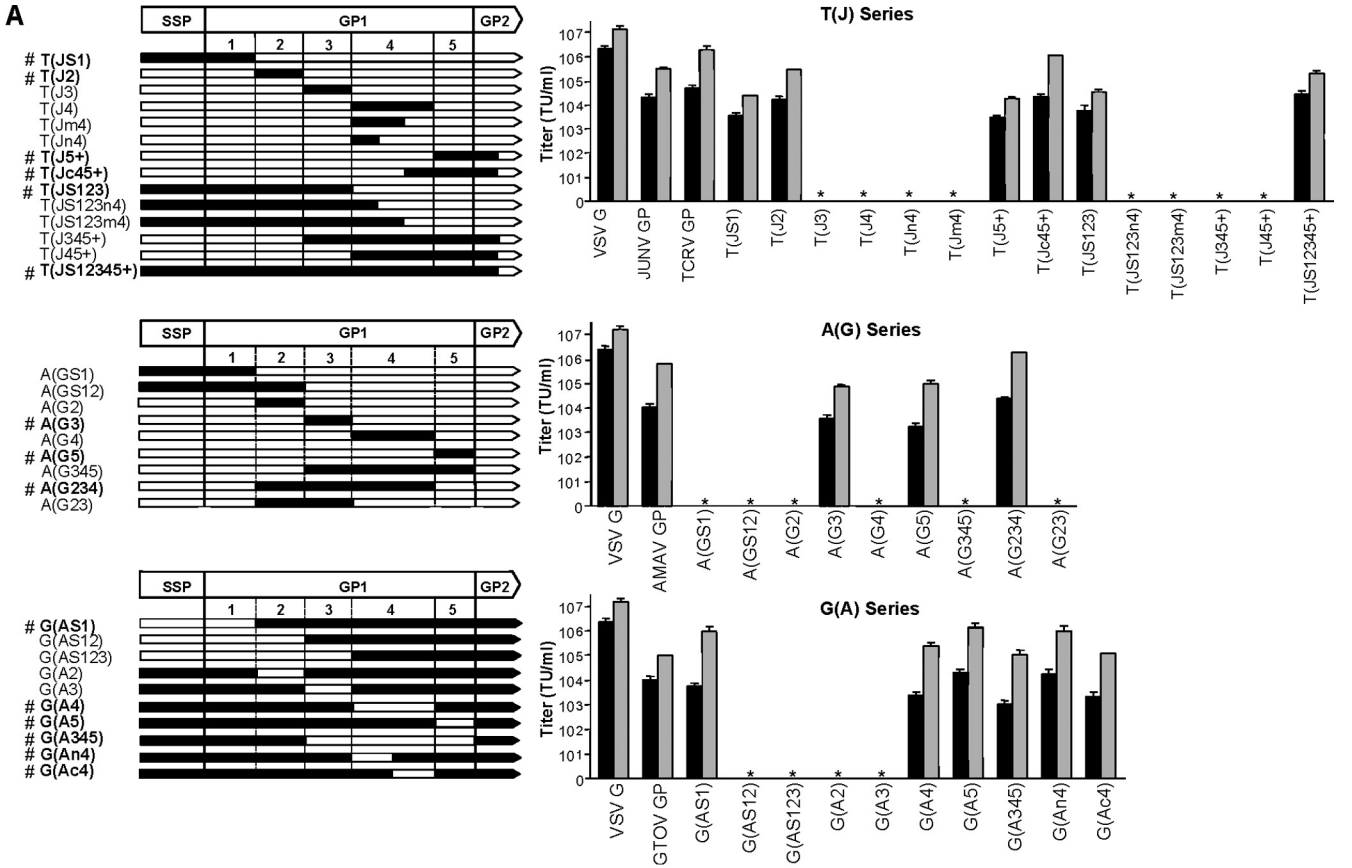 A
SSP GP1 GP2
1 2 3 4 5
# T(JS1)
# T(J2)
T(J3)
T(J4)
T(Jm4)
T(Jn4)
# T(J5+)
# T(Jc45+)
# T(JS123)
T(JS123n4)
T(JS123m4)
T(J345+)
T(J45+)
# T(JS12345+)
T(J) Series
Titer (TU/ml)
10⁷
10⁶
10⁵
10⁴
10³
10²
10¹
0
* * * * * * * *
VSV G
JUNV GP
TCRV GP
T(JS1)
T(J2)
T(J3)
T(J4)
T(Jn4)
T(Jm4)
T(J5+)
T(Jc45+)
T(JS123)
T(JS123n4)
T(JS123m4)
T(J345+)
T(J45+)
T(JS12345+)
SSP GP1 GP2
1 2 3 4 5
A(GS1)
A(GS12)
A(G2)
# A(G3)
A(G4)
# A(G5)
A(G345)
# A(G234)
A(G23)
A(G) Series
Titer (TU/ml)
10⁷
10⁶
10⁵
10⁴
10³
10²
10¹
0
* * * * * *
VSV G
AMAV GP
A(GS1)
A(GS12)
A(G2)
A(G3)
A(G4)
A(G5)
A(G345)
A(G234)
A(G23)
SSP GP1 GP2
1 2 3 4 5
# G(AS1)
G(AS12)
G(AS123)
G(A2)
G(A3)
# G(A4)
# G(A5)
# G(A345)
# G(An4)
# G(Ac4)
G(A) Series
Titer (TU/ml)
10⁷
10⁶
10⁵
10⁴
10³
10²
10¹
0
* * * *
VSV G
GTOV GP
G(AS1)
G(AS12)
G(AS123)
G(A2)
G(A3)
G(A4)
G(A5)
G(A345)
G(An4)
G(Ac4)